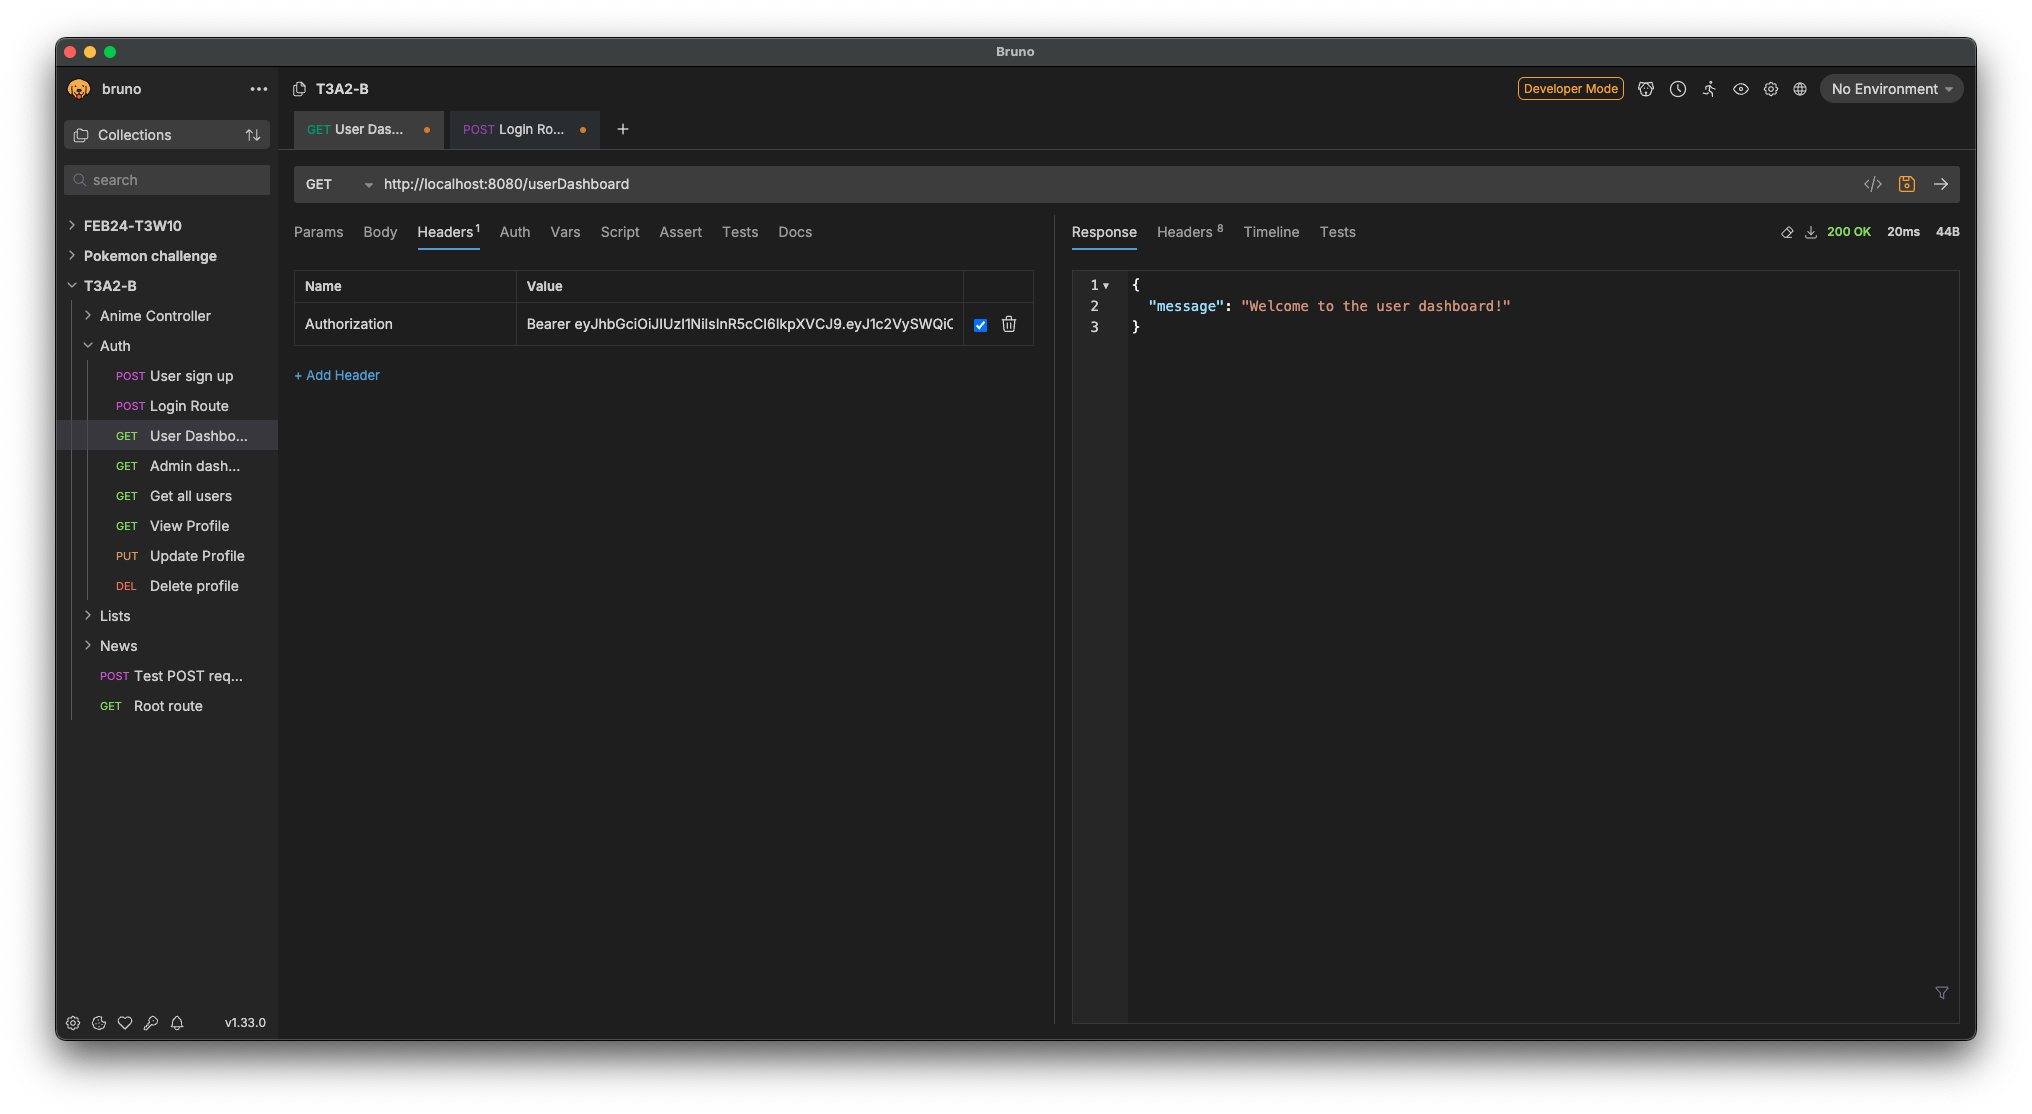 Bruno
bruno
Collections
search
FEB24-T3W10
Pokemon challenge
T3A2-B
Anime Controller
Auth
POST User sign up
POST Login Route
GET User Dashbo...
GET Admin dash...
GET Get all users
GET View Profile
PUT Update Profile
DEL Delete profile
Lists
News
POST Test POST req...
GET Root route
v1.33.0
T3A2-B
Developer Mode
No Environment
GET User Das...
POST Login Ro...
+
GET http://localhost:8080/userDashboard
</>
Params Body Headers 1 Auth Vars Script Assert Tests Docs
Name Value
Authorization Bearer eyJhbGciOiJIUzI1NiIsInR5cCI6IkpXVCJ9.eyJ1c2VySWQiO
+ Add Header
Response Headers 8 Timeline Tests
200 OK 20ms 44B
1 {
2 "message": "Welcome to the user dashboard!"
3 }